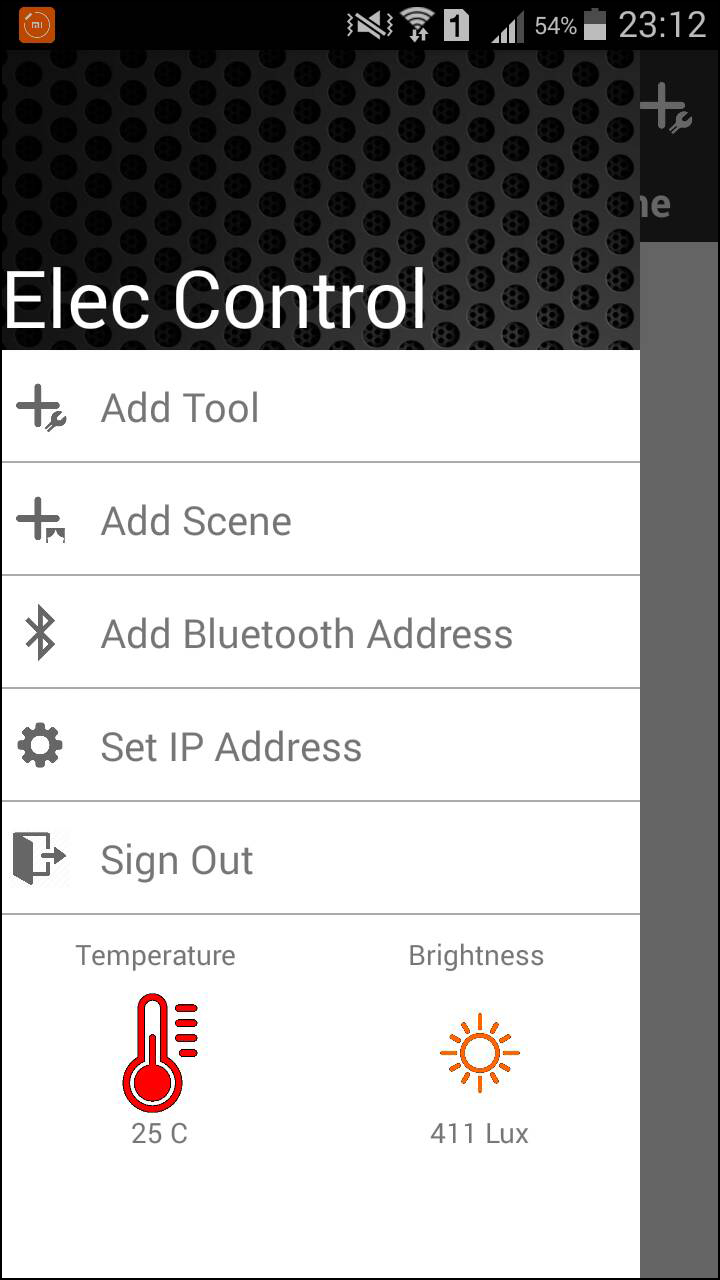 mi
1 54% 23:12
ne
Elec Control
Add Tool
Add Scene
Add Bluetooth Address
Set IP Address
Sign Out
Temperature Brightness
25 C 411 Lux